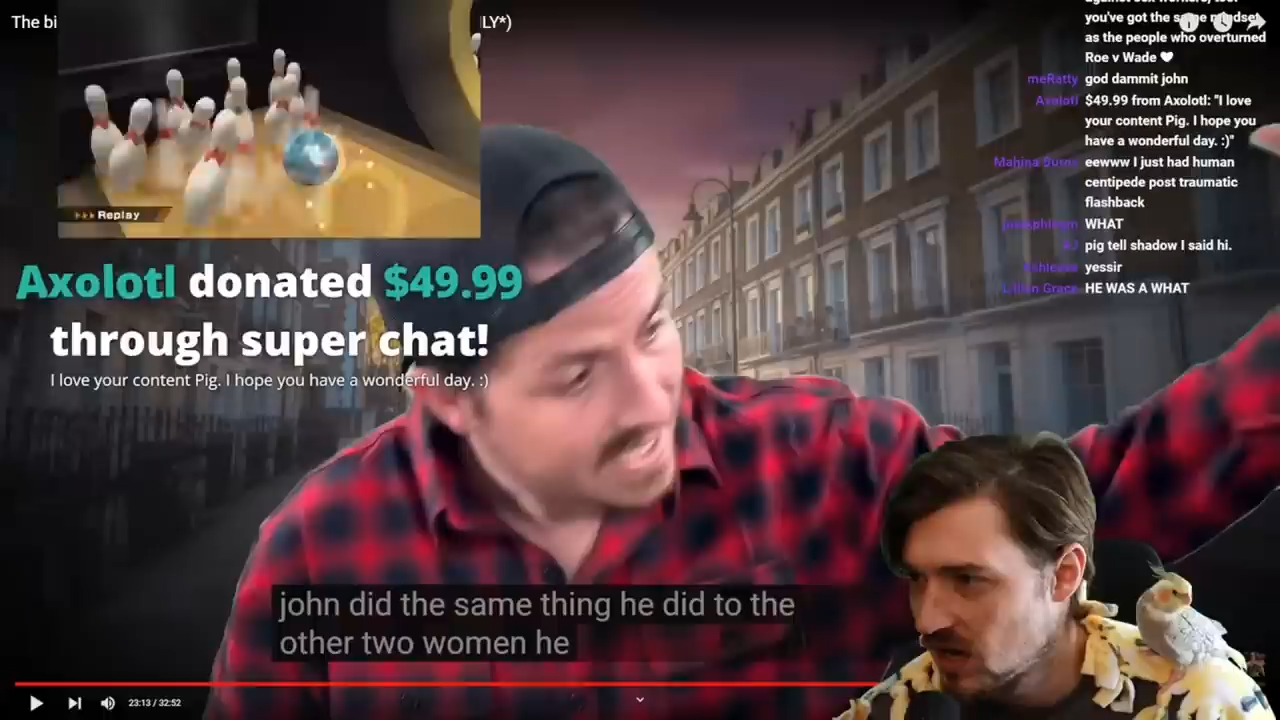 The bi
LY*)
Replay
Axolotl donated $49.99
through super chat!
I love your content Pig. I hope you have a wonderful day. :)
you've got the same mindset
as the people who overturned
Roe v Wade
meRatty god dammit john
Axolotl $49.99 from Axolotl: "I love
your content Pig. I hope you
have a wonderful day. :)"
Mahina eewww I just had human
centipede post traumatic
flashback
WHAT
pig tell shadow I said hi.
yessir
Grace HE WAS A WHAT
john did the same thing he did to the
other two women he
23:13 / 32:52